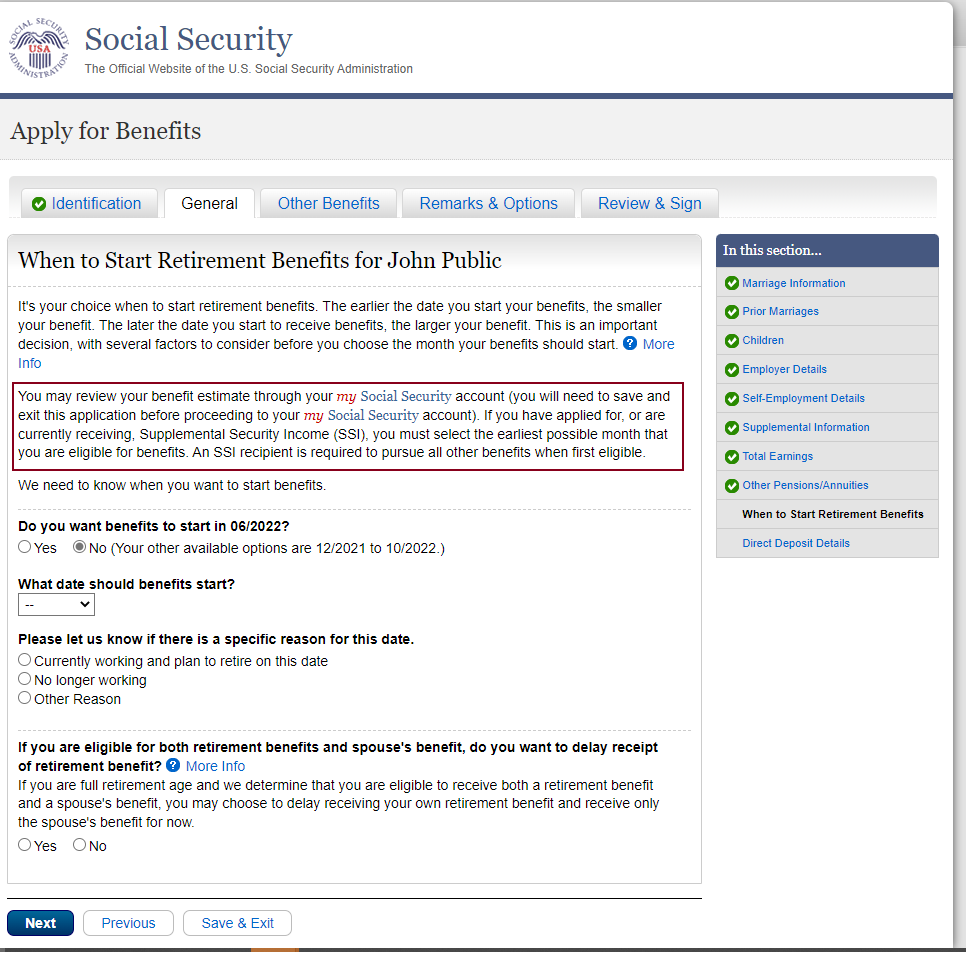 SOCIAL SECURITY
USA
ADMINISTRATION
Social Security
The Official Website of the U.S. Social Security Administration
Apply for Benefits
Identification
General
Other Benefits
Remarks & Options
Review & Sign
When to Start Retirement Benefits for John Public
It's your choice when to start retirement benefits. The earlier the date you start your benefits, the smaller
your benefit. The later the date you start to receive benefits, the larger your benefit. This is an important
decision, with several factors to consider before you choose the month your benefits should start. ? More
Info
You may review your benefit estimate through your my Social Security account (you will need to save and
exit this application before proceeding to your my Social Security account). If you have applied for, or are
currently receiving, Supplemental Security Income (SSI), you must select the earliest possible month that
you are eligible for benefits. An SSI recipient is required to pursue all other benefits when first eligible.
We need to know when you want to start benefits.
Do you want benefits to start in 06/2022?
Yes No (Your other available options are 12/2021 to 10/2022.)
What date should benefits start?
--
Please let us know if there is a specific reason for this date.
Currently working and plan to retire on this date
No longer working
Other Reason
If you are eligible for both retirement benefits and spouse's benefit, do you want to delay receipt
of retirement benefit? ? More Info
If you are full retirement age and we determine that you are eligible to receive both a retirement benefit
and a spouse's benefit, you may choose to delay receiving your own retirement benefit and receive only
the spouse's benefit for now.
Yes No
Next
Previous
Save & Exit
In this section...
Marriage Information
Prior Marriages
Children
Employer Details
Self-Employment Details
Supplemental Information
Total Earnings
Other Pensions/Annuities
When to Start Retirement Benefits
Direct Deposit Details